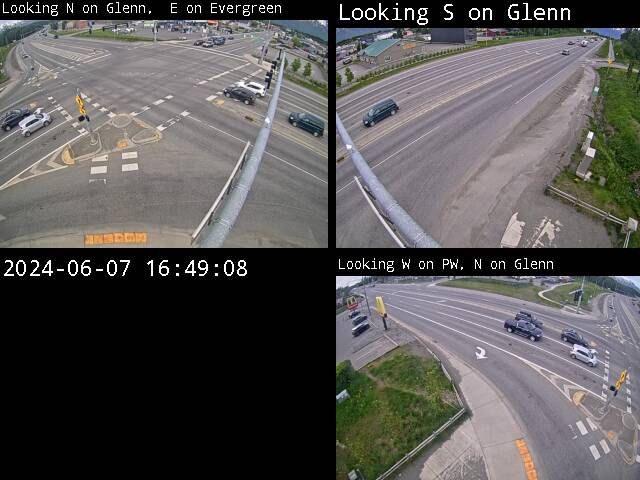 Looking N on Glenn,  E on Evergreen
Looking S on Glenn
2024-06-07 16:49:08
Looking W on PW, N on Glenn